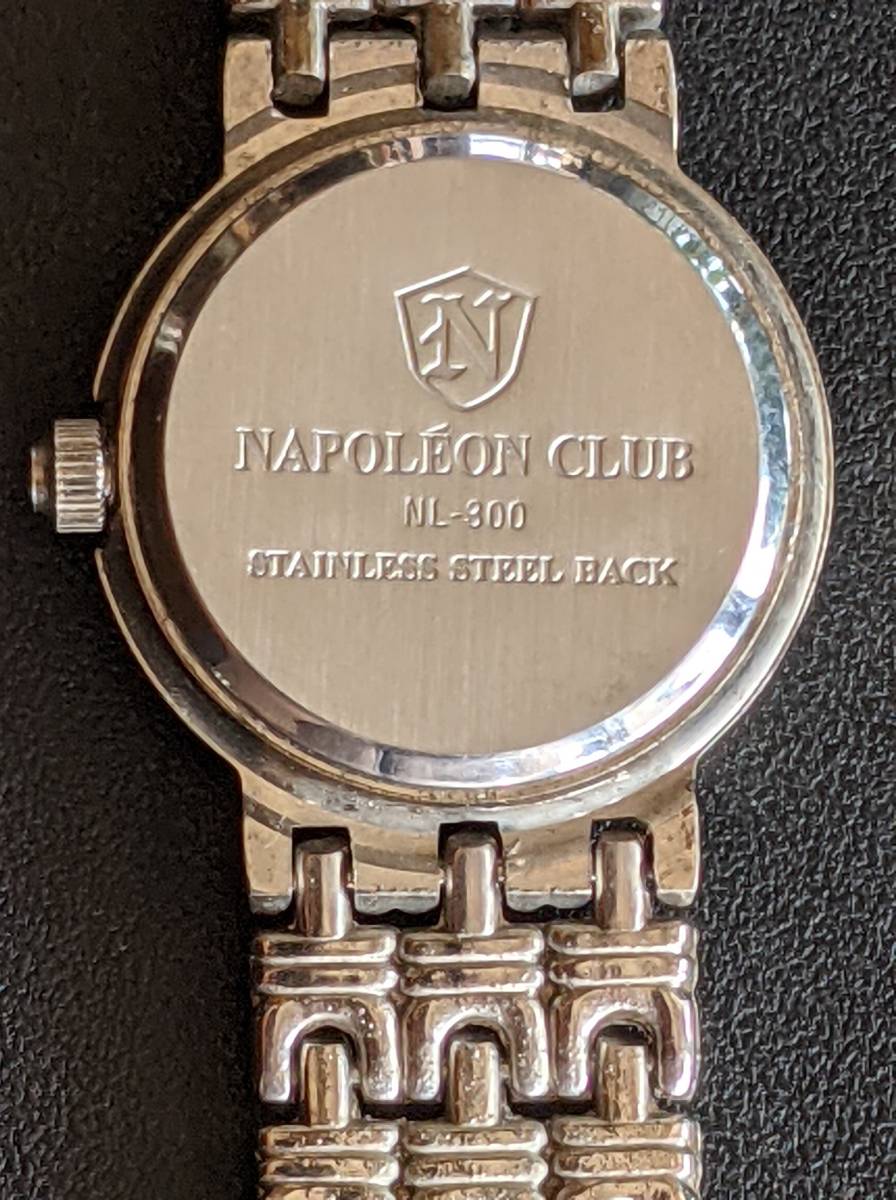 N
NAPOLÉON CLUB
NL-300
STAINLESS STEEL BACK